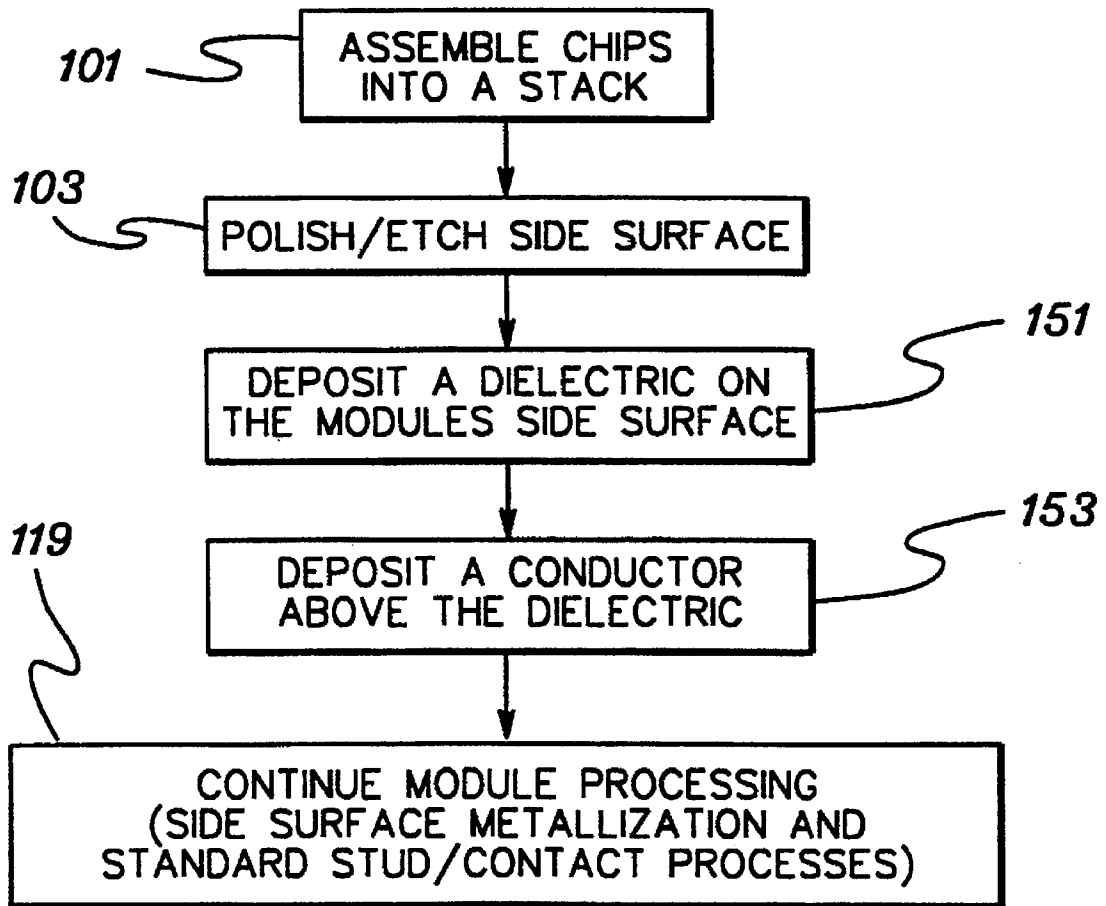 101
ASSEMBLE CHIPS
INTO A STACK
103
POLISH/ETCH SIDE SURFACE
151
DEPOSIT A DIELECTRIC ON
THE MODULES SIDE SURFACE
153
DEPOSIT A CONDUCTOR
ABOVE THE DIELECTRIC
119
CONTINUE MODULE PROCESSING
(SIDE SURFACE METALLIZATION AND
STANDARD STUD/CONTACT PROCESSES)